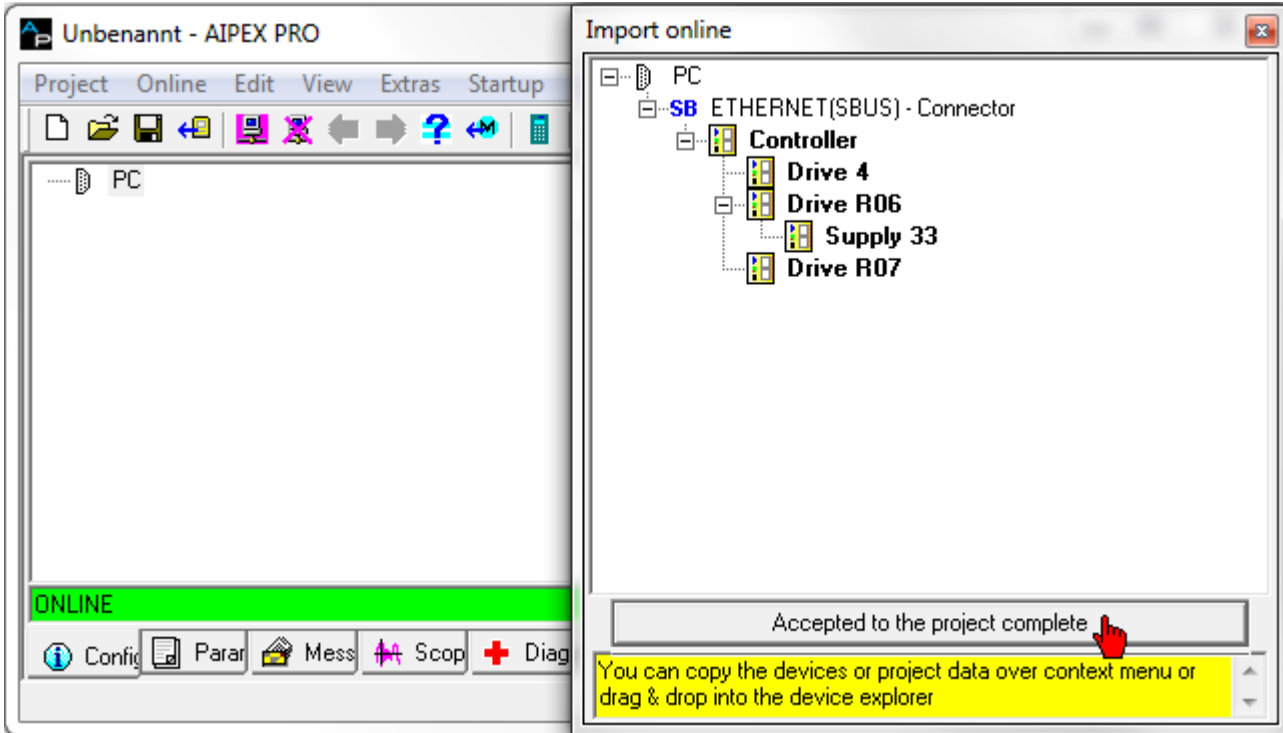 Unbenannt - AIPEX PRO
Project Online Edit View Extras Startup
PC
ONLINE
Config Parar Mess Scop Diag
Import online
PC
SB ETHERNET(SBUS) - Connector
Controller
Drive 4
Drive R06
Supply 33
Drive R07
Accepted to the project complete
You can copy the devices or project data over context menu or
drag & drop into the device explorer